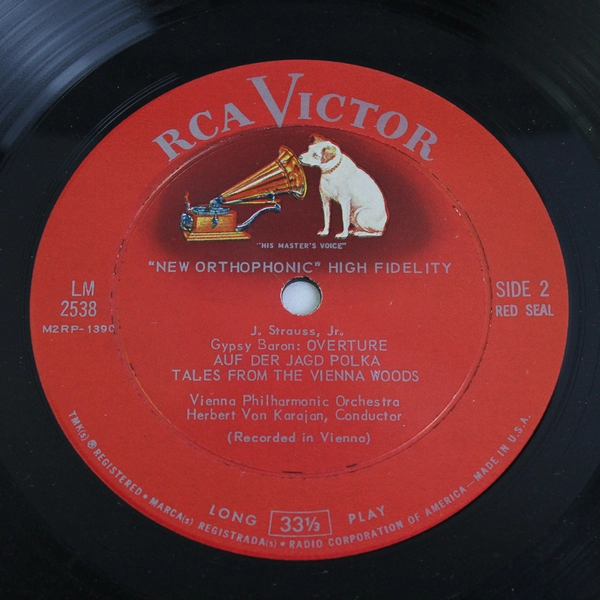 RCA VICTOR
"HIS MASTER'S VOICE"
"NEW ORTHOPHONIC" HIGH FIDELITY
LM
2538
M2RP-1390
SIDE 2
RED SEAL
J. Strauss, Jr.
Gypsy Baron: OVERTURE
AUF DER JAGD POLKA
TALES FROM THE VIENNA WOODS
Vienna Philharmonic Orchestra
Herbert Von Karajan, Conductor
(Recorded in Vienna)
LONG 33⅓ PLAY
TMK(s) ® REGISTERED • MARCA(s) REGISTRADA(s) • RADIO CORPORATION OF AMERICA—MADE IN U.S.A.